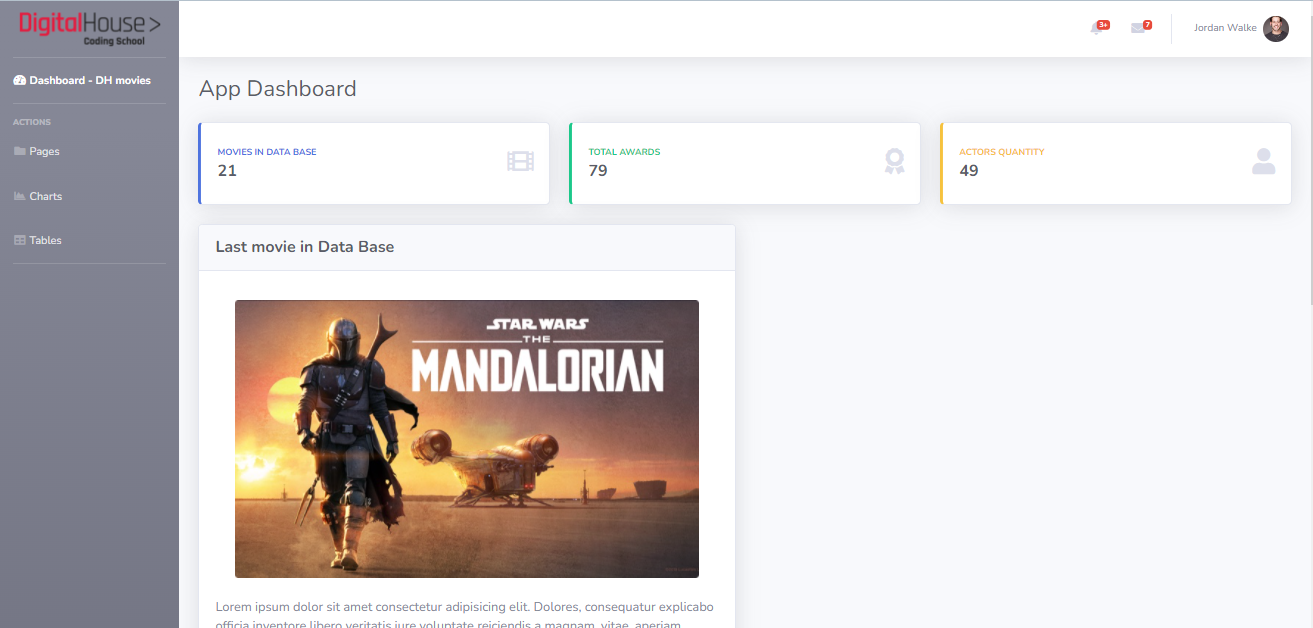 DigitalHouse >
Coding School
3+
7
Jordan Walke
Dashboard - DH movies
ACTIONS
Pages
Charts
Tables
App Dashboard
MOVIES IN DATA BASE
21
TOTAL AWARDS
79
ACTORS QUANTITY
49
Last movie in Data Base
STAR WARS
THE
MANDALORIAN
Lorem ipsum dolor sit amet consectetur adipisicing elit. Dolores, consequatur explicabo
officia inventore libero veritatis iure voluptate reiciendis a magnam, vitae, aperiam